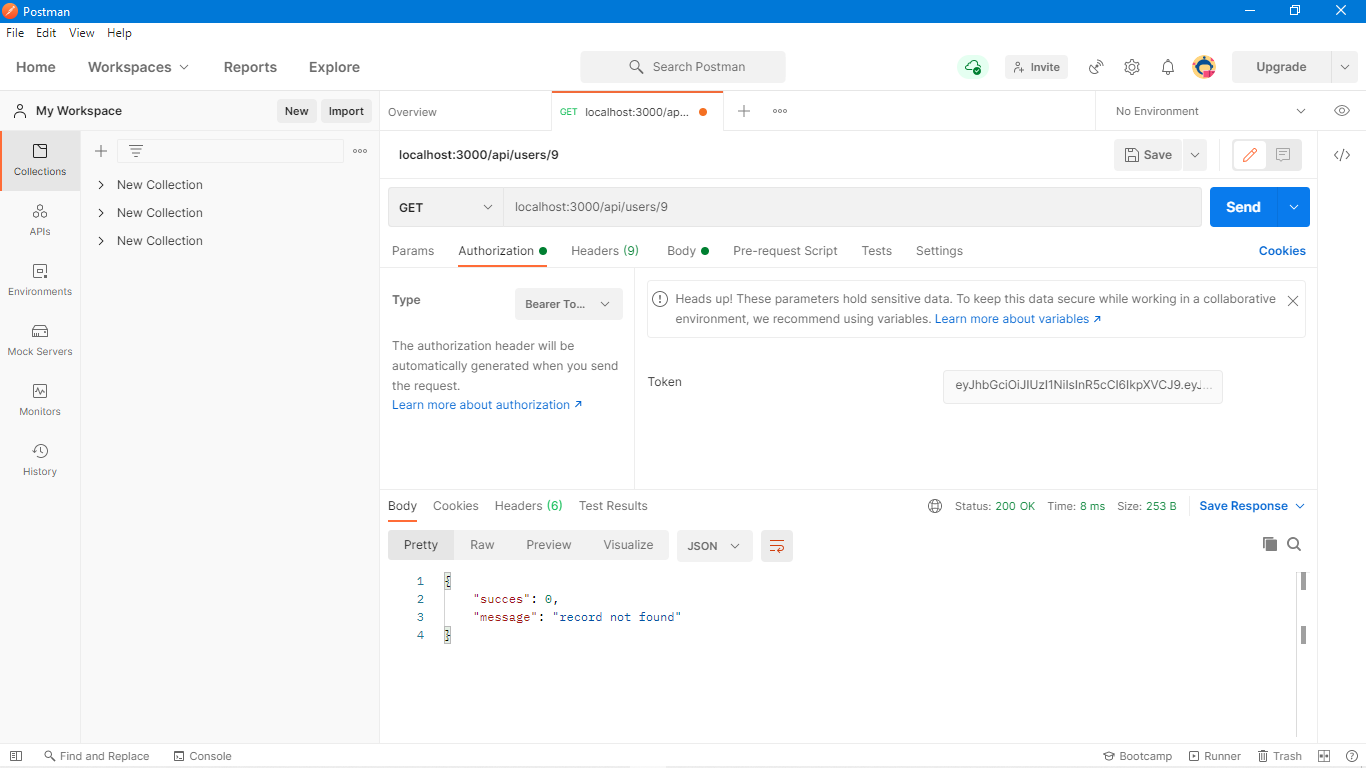 Postman
File Edit View Help
Home Workspaces Reports Explore Search Postman Invite Upgrade
My Workspace New Import
Overview GET localhost:3000/ap... No Environment
Collections
APIs
Environments
Mock Servers
Monitors
History
New Collection
New Collection
New Collection
localhost:3000/api/users/9 Save
GET localhost:3000/api/users/9 Send
Params Authorization Headers (9) Body Pre-request Script Tests Settings Cookies
Type Bearer To...
The authorization header will be
automatically generated when you send
the request.
Learn more about authorization
Heads up! These parameters hold sensitive data. To keep this data secure while working in a collaborative
environment, we recommend using variables. Learn more about variables
Token eyJhbGciOiJIUzI1NiIsInR5cCI6IkpXVCJ9.eyJ...
Body Cookies Headers (6) Test Results Status: 200 OK Time: 8 ms Size: 253 B Save Response
Pretty Raw Preview Visualize JSON
1 {
2 "succes": 0,
3 "message": "record not found"
4 }
Find and Replace Console Bootcamp Runner Trash